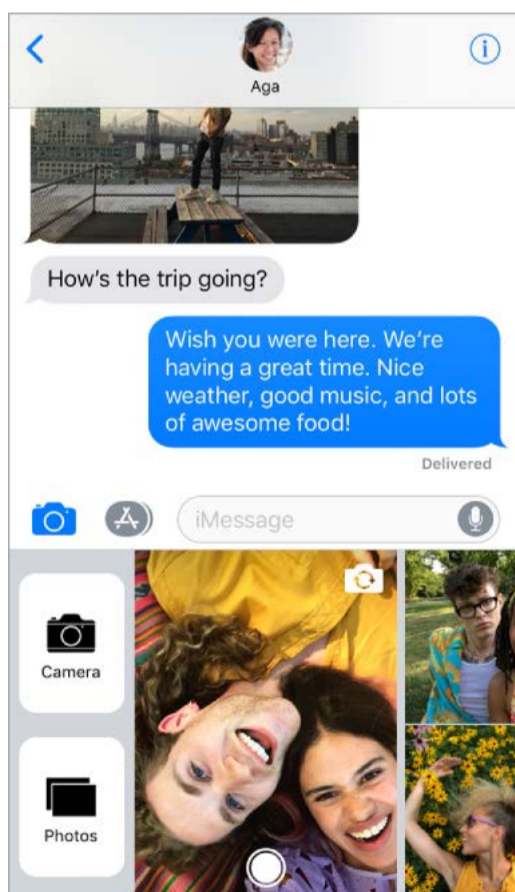 Aga
How's the trip going?
Wish you were here. We're
having a great time. Nice
weather, good music, and lots
of awesome food!
Delivered
iMessage
Camera
Photos